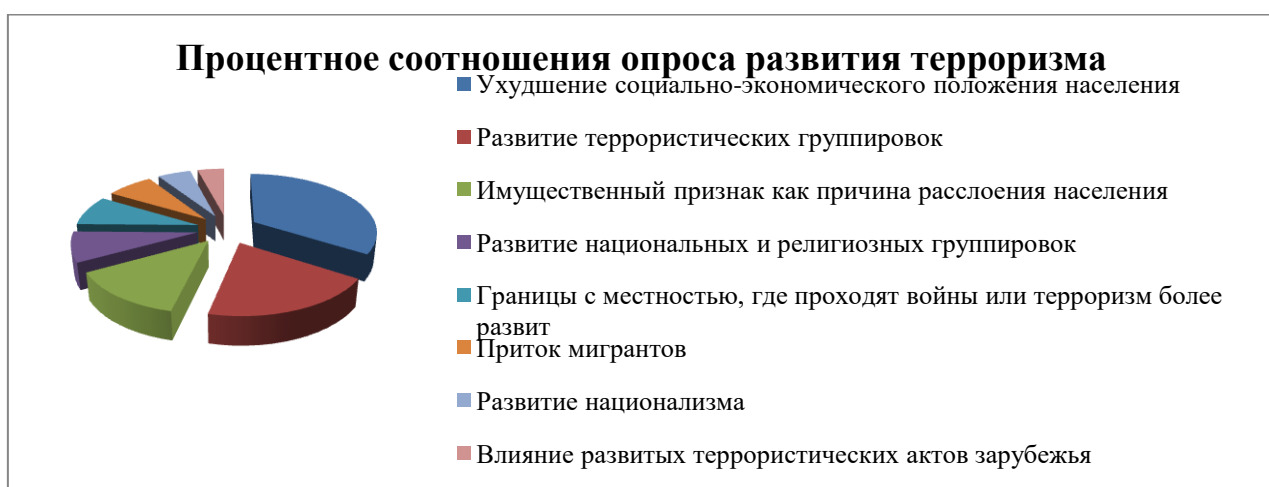 Процентное соотношения опроса развития терроризма
Ухудшение социально-экономического положения населения
Развитие террористических группировок
Имущественный признак как причина расслоения населения
Развитие национальных и религиозных группировок
Границы с местностью, где проходят войны или терроризм более
развит
Приток мигрантов
Развитие национализма
Влияние развитых террористических актов зарубежья